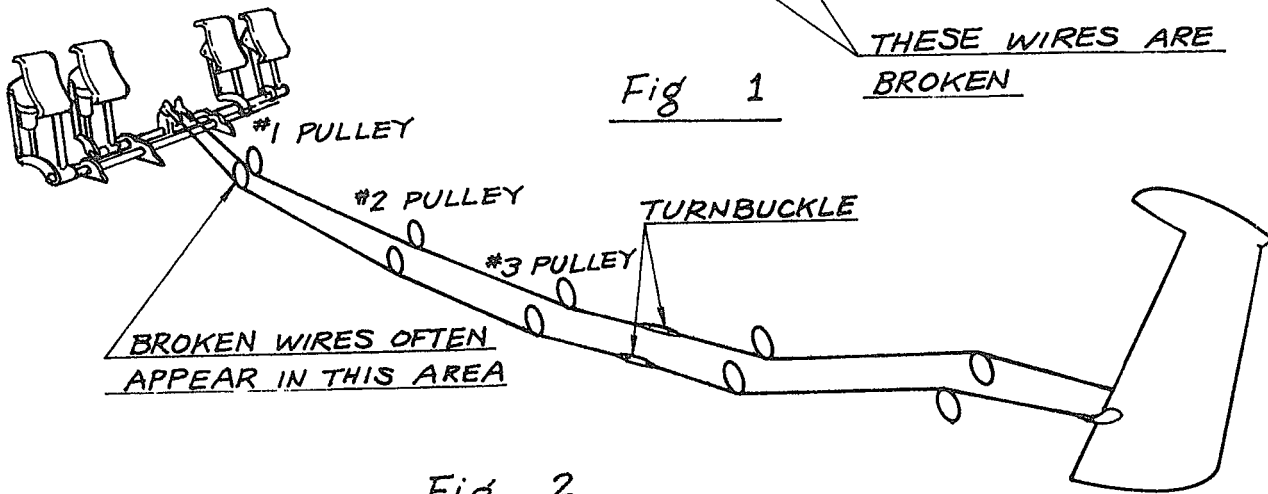 THESE WIRES ARE
BROKEN
Fig 1
#1 PULLEY
#2 PULLEY
TURNBUCKLE
#3 PULLEY
BROKEN WIRES OFTEN
APPEAR IN THIS AREA
Fig. 2